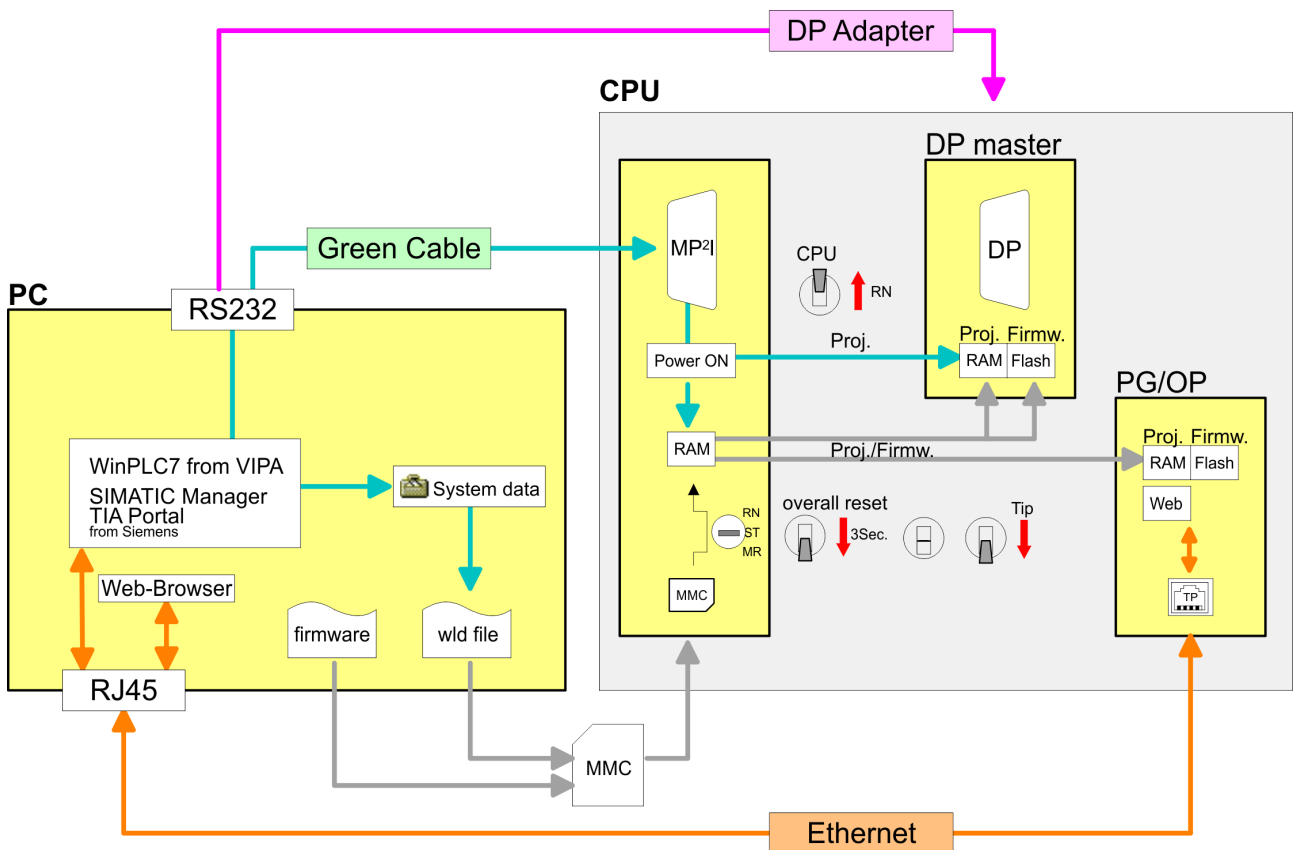 DP Adapter
CPU
DP master
MP²I
DP
Green Cable
CPU
RN
PC
RS232
Proj.
Proj. Firmw.
Power ON
RAM
Flash
PG/OP
WinPLC7 from VIPA
SIMATIC Manager
TIA Portal
from Siemens
System data
RAM
Proj./Firmw.
Proj. Firmw.
RAM
Flash
Web
RN
ST
MR
overall reset
3Sec.
Tip
Web-Browser
firmware
wld file
MMC
TP
RJ45
MMC
Ethernet